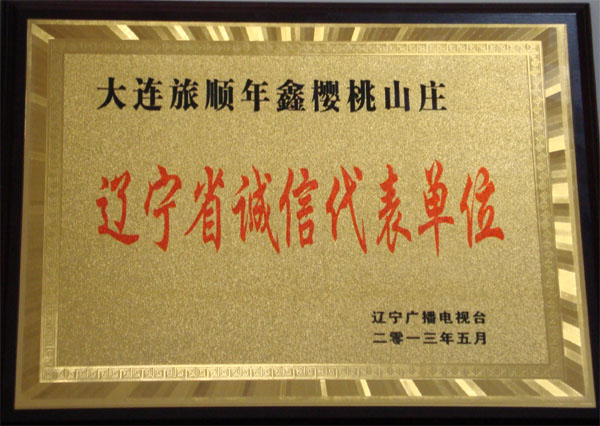 大连旅顺年鑫樱桃山庄
辽宁省诚信代表单位
辽宁广播电视台
二零一三年五月